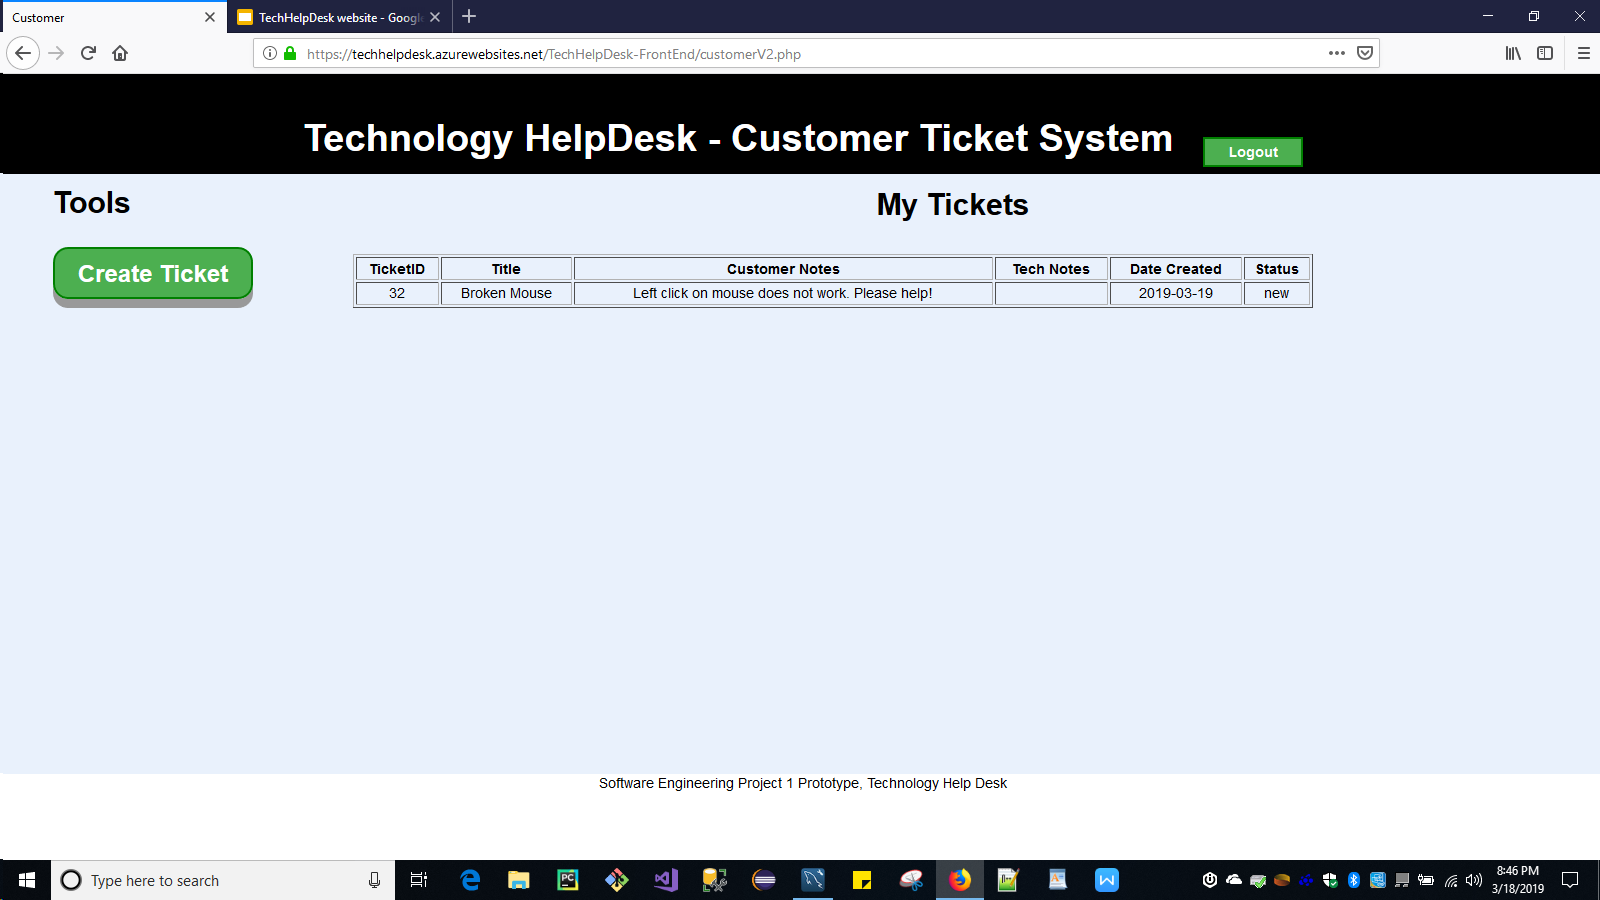 Customer
TechHelpDesk website - Googl
https://techhelpdesk.azurewebsites.net/TechHelpDesk-FrontEnd/customerV2.php
Technology HelpDesk - Customer Ticket System
Logout
Tools
My Tickets
Create Ticket
TicketID Title Customer Notes Tech Notes Date Created Status
32 Broken Mouse Left click on mouse does not work. Please help! 2019-03-19 new
Software Engineering Project 1 Prototype, Technology Help Desk
Type here to search
PC
W
8:46 PM
3/18/2019